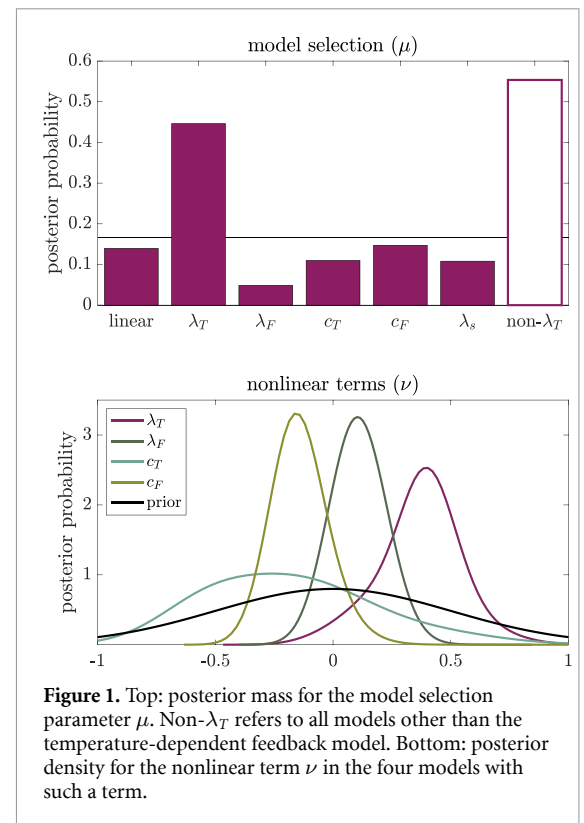 model selection (μ)
posterior probability
0.6
0.5
0.4
0.3
0.2
0.1
0
linear λ_T λ_F c_T c_F λ_s non-λ_T
nonlinear terms (ν)
posterior probability
3
2
1
λ_T
λ_F
c_T
c_F
prior
-1 -0.5 0 0.5 1
Figure 1. Top: posterior mass for the model selection
parameter μ. Non-λ_T refers to all models other than the
temperature-dependent feedback model. Bottom: posterior
density for the nonlinear term ν in the four models with
such a term.